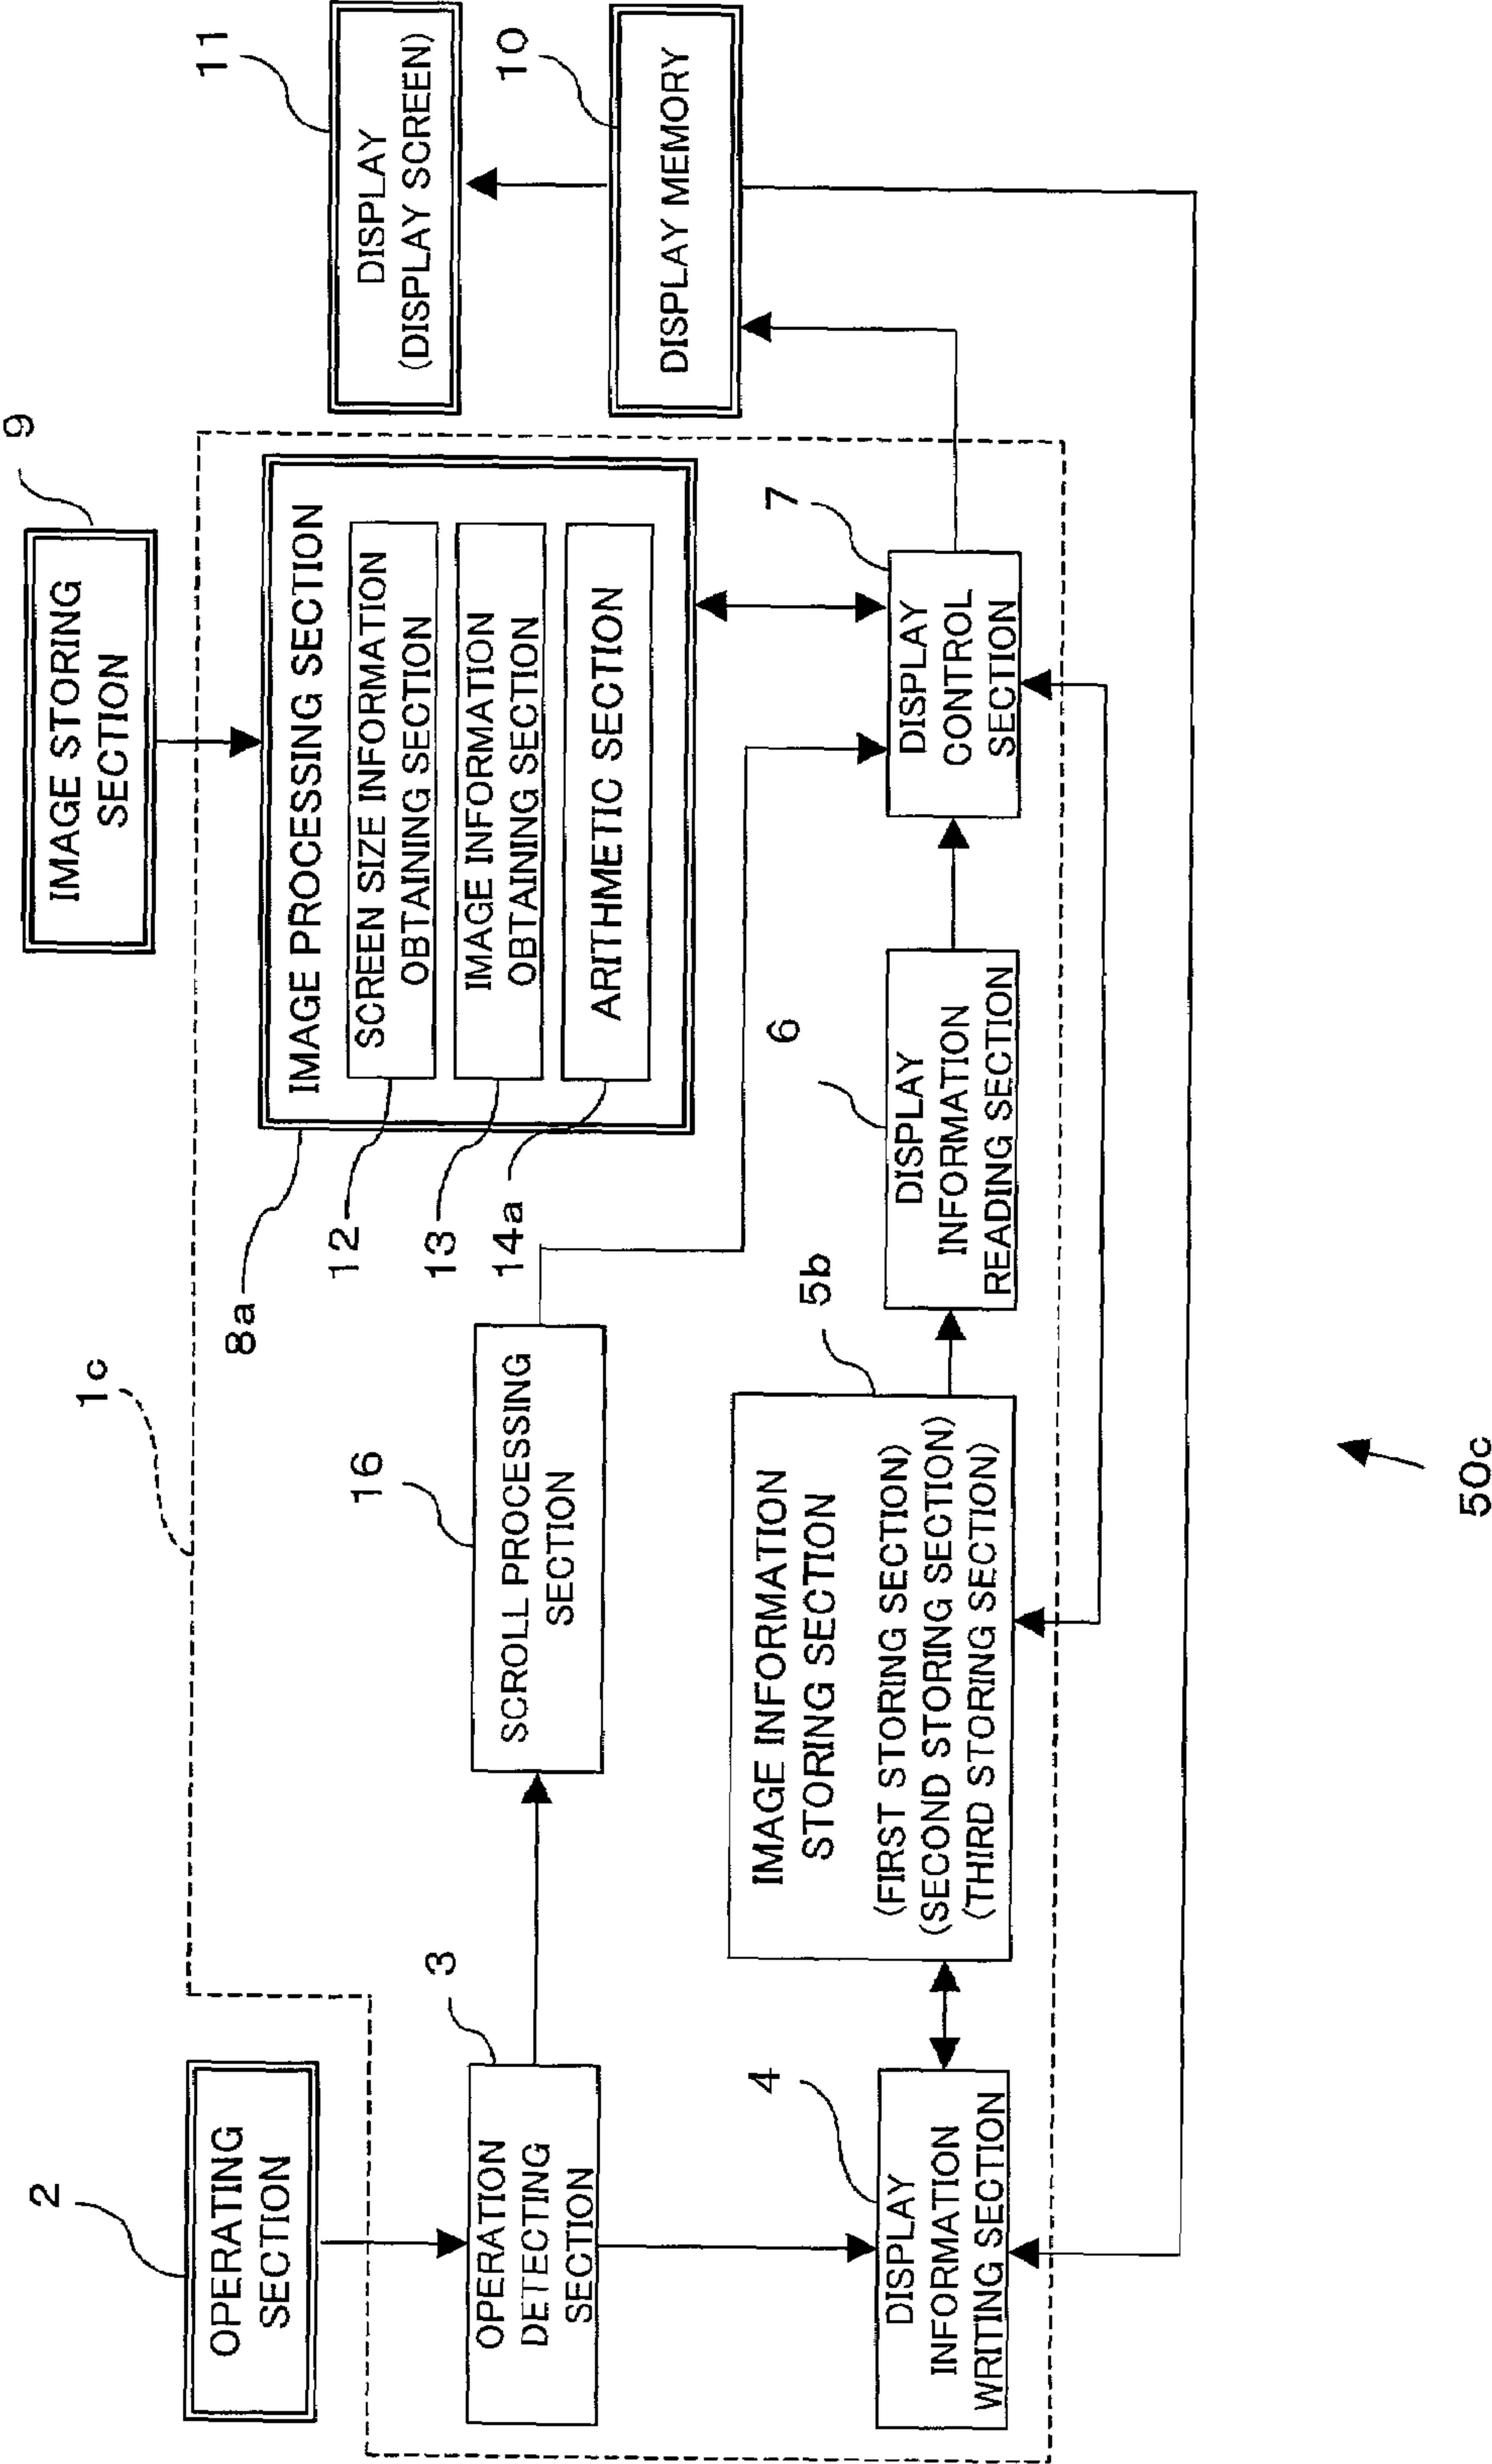 9
IMAGE STORING
SECTION
11
DISPLAY
(DISPLAY SCREEN)
10
DISPLAY MEMORY
1c
8a
IMAGE PROCESSING SECTION
12
SCREEN SIZE INFORMATION
OBTAINING SECTION
13
IMAGE INFORMATION
OBTAINING SECTION
14a
ARITHMETIC SECTION
2
OPERATING
SECTION
3
OPERATION
DETECTING
SECTION
16
SCROLL PROCESSING
SECTION
4
DISPLAY
INFORMATION
WRITING SECTION
5b
IMAGE INFORMATION
STORING SECTION
(FIRST STORING SECTION)
(SECOND STORING SECTION)
(THIRD STORING SECTION)
6
DISPLAY
INFORMATION
READING SECTION
7
DISPLAY
CONTROL
SECTION
50c